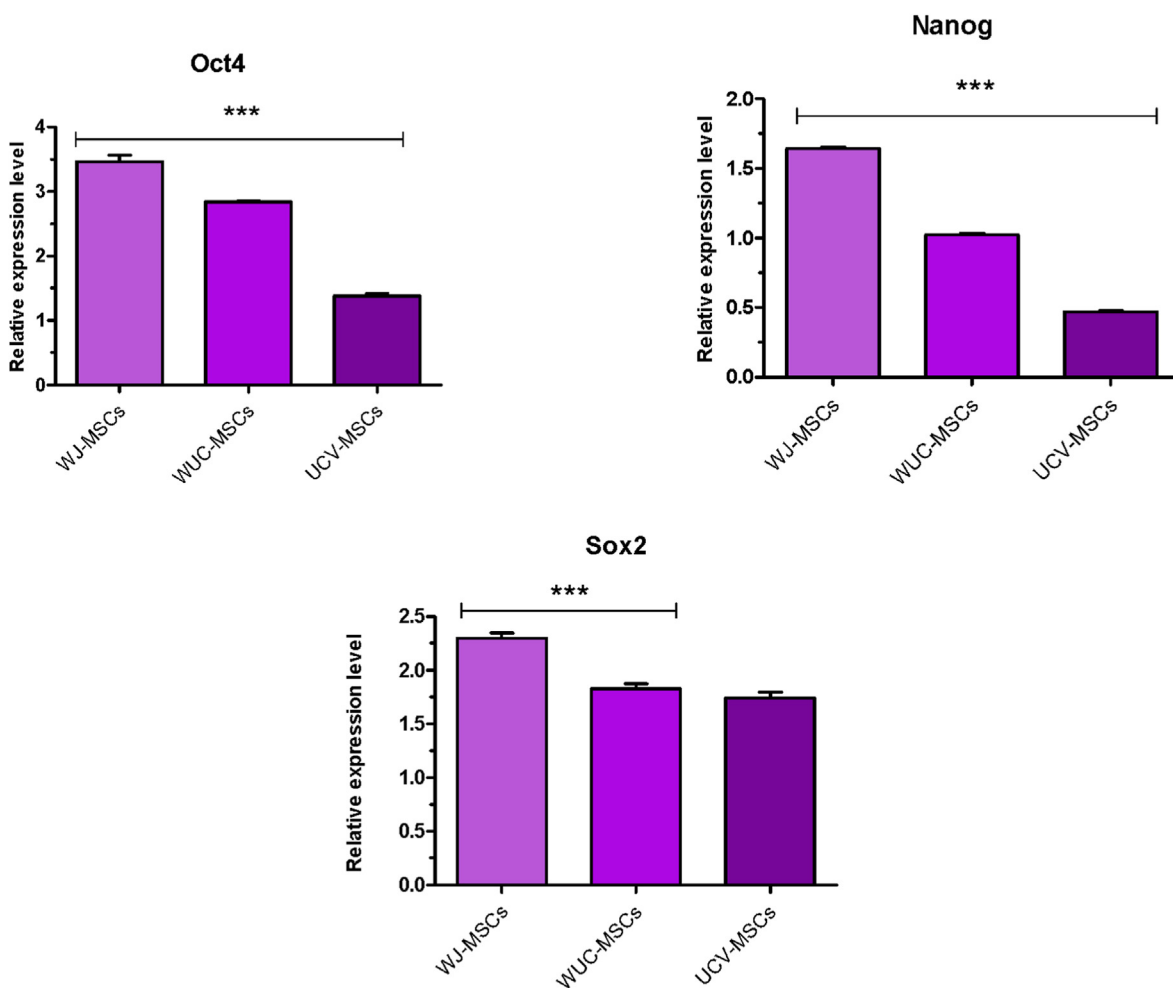 Oct4
***
Relative expression level
4
3
2
1
0
WJ-MSCs
WUC-MSCs
UCV-MSCs
Nanog
***
Relative expression level
2.0
1.5
1.0
0.5
0.0
WJ-MSCs
WUC-MSCs
UCV-MSCs
Sox2
***
Relative expression level
2.5
2.0
1.5
1.0
0.5
0.0
WJ-MSCs
WUC-MSCs
UCV-MSCs